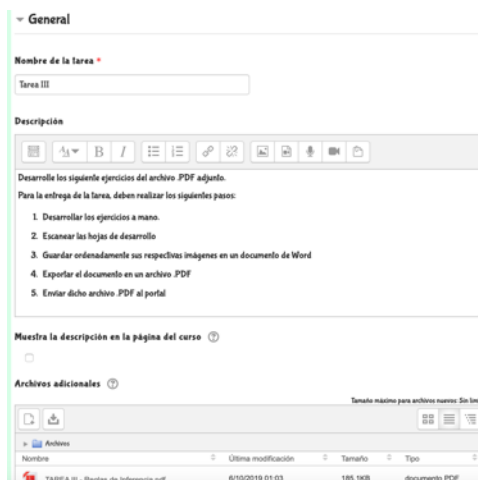 General
Nombre de la tarea *
Tarea III
Descripción
B I
Desarrolle los siguiente ejercicios del archivo .PDF adjunto.
Para la entrega de la tarea, deben realizar los siguientes pasos:
1. Desarrollar los ejercicios a mano.
2. Escanear las hojas de desarrollo
3. Guardar ordenadamente sus respectivas imágenes en un documento de Word
4. Exportar el documento en un archivo .PDF
5. Enviar dicho archivo .PDF al portal
Muestra la descripción en la página del curso
Archivos adicionales
Tamaño máximo para archivos nuevos: Sin
Archivos
Nombre Última modificación Tamaño Tipo
TAREA III - Reglas de Inferencia.pdf 6/10/2019 01:03 185.1KB documento PDF